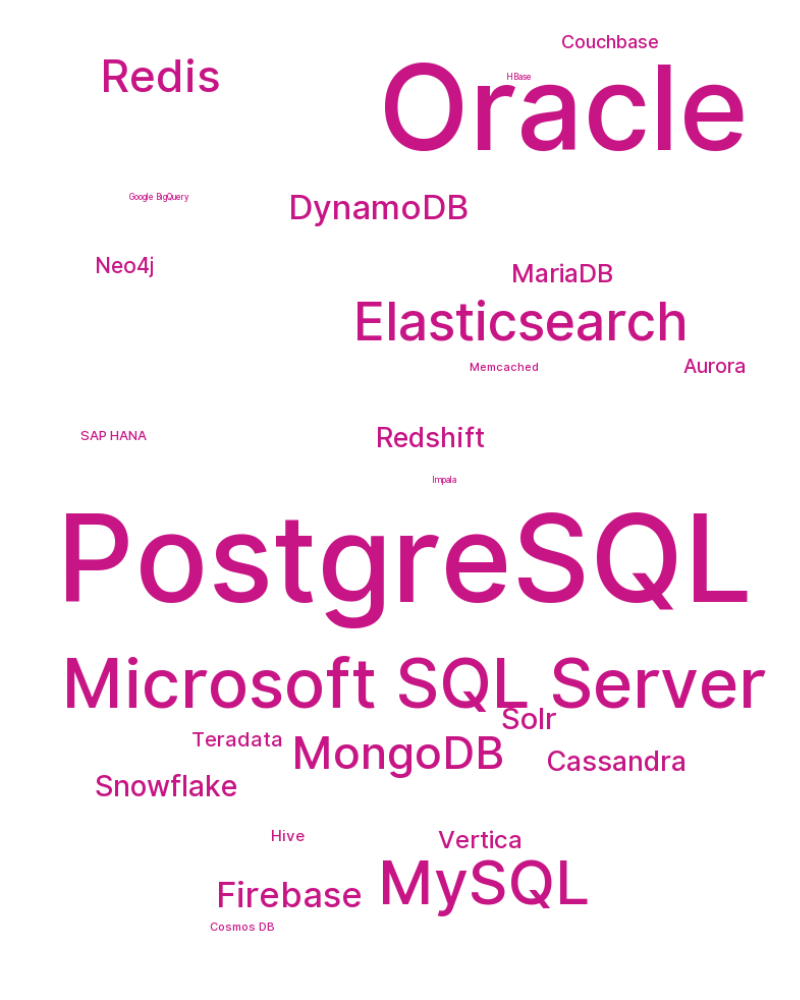 Couchbase
Redis
HBase
Oracle
Google BigQuery
DynamoDB
Neo4j
MariaDB
Elasticsearch
Memcached
Aurora
SAP HANA
Redshift
Impala
PostgreSQL
Microsoft SQL Server
Solr
Teradata
MongoDB
Cassandra
Snowflake
Hive
Vertica
MySQL
Firebase
Cosmos DB